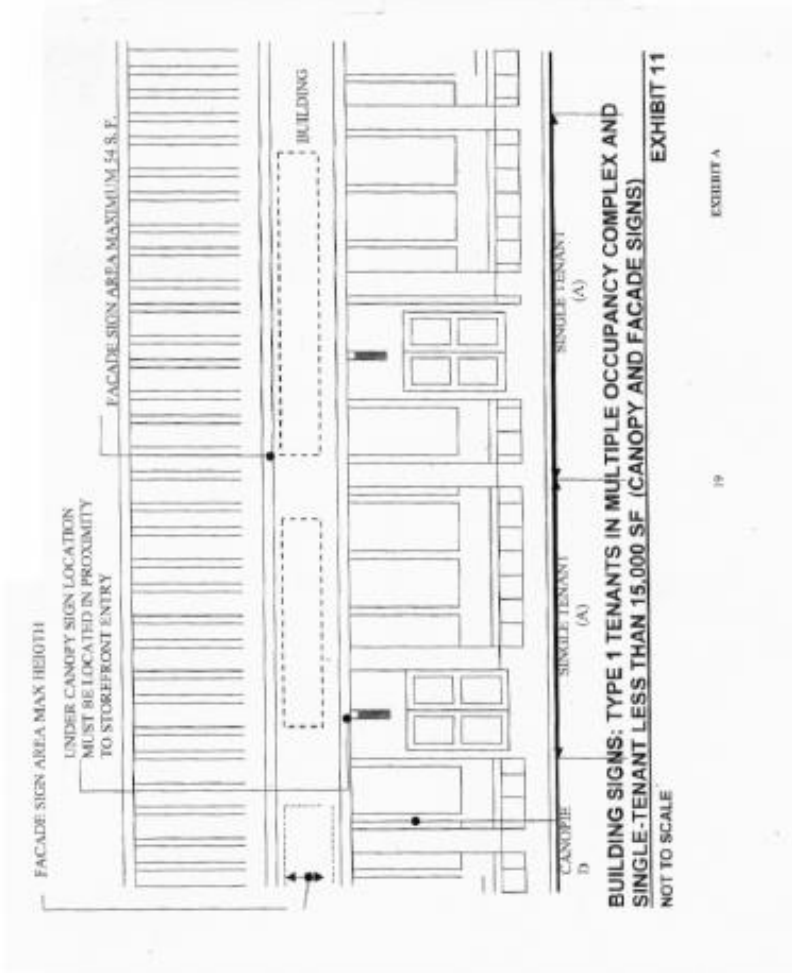 FACADE SIGN AREA MAX HEIGTH
UNDER CANOPY SIGN LOCATION
MUST BE LOCATED IN PROXIMITY
TO STOREFRONT ENTRY
FACADE SIGN AREA MAXIMUM 54 S.F.
BUILDING
CANOPIE
D
SINGLE TENANT
(A)
SINGLE TENANT
(A)
BUILDING SIGNS: TYPE 1 TENANTS IN MULTIPLE OCCUPANCY COMPLEX AND
SINGLE-TENANT LESS THAN 15,000 SF (CANOPY AND FACADE SIGNS)
NOT TO SCALE
EXHIBIT 11
19
EXHIBIT A